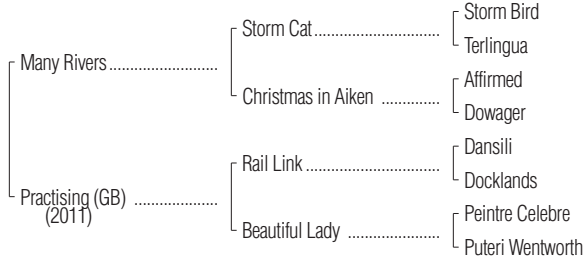 Many Rivers ..........................
Practising (GB) ....................
(2011)
Storm Cat ..............................
Christmas in Aiken ..............
Rail Link ................................
Beautiful Lady ......................
Storm Bird
Terlingua
Affirmed
Dowager
Dansili
Docklands
Peintre Celebre
Puteri Wentworth